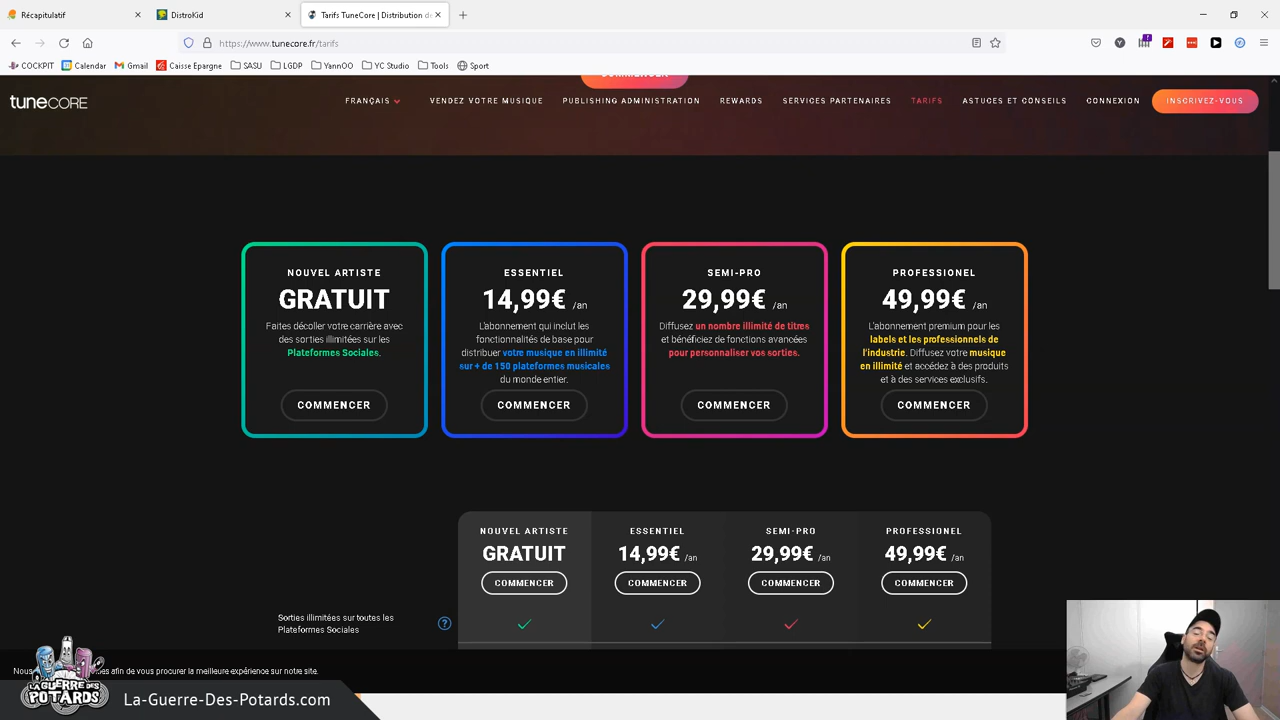 Récapitulatif
DistroKid
Tarifs TuneCore | Distribution de
https://www.tunecore.fr/tarifs
COCKPIT
Calendar
Gmail
Caisse Epargne
SASU
LGDP
YannOO
YC Studio
Tools
Sport
tuneCORE
FRANÇAIS
VENDEZ VOTRE MUSIQUE
PUBLISHING ADMINISTRATION
REWARDS
SERVICES PARTENAIRES
TARIFS
ASTUCES ET CONSEILS
CONNEXION
INSCRIVEZ-VOUS
NOUVEL ARTISTE
GRATUIT
Faites décoller votre carrière avec
des sorties illimitées sur les
Plateformes Sociales.
COMMENCER
ESSENTIEL
14,99€ /an
L'abonnement qui inclut les
fonctionnalités de base pour
distribuer votre musique en illimité
sur + de 150 plateformes musicales
du monde entier.
COMMENCER
SEMI-PRO
29,99€ /an
Diffusez un nombre illimité de titres
et bénéficiez de fonctions avancées
pour personnaliser vos sorties.
COMMENCER
PROFESSIONEL
49,99€ /an
L'abonnement premium pour les
labels et les professionnels de
l'industrie. Diffusez votre musique
en illimité et accédez à des produits
et à des services exclusifs.
COMMENCER
NOUVEL ARTISTE
GRATUIT
COMMENCER
ESSENTIEL
14,99€ /an
COMMENCER
SEMI-PRO
29,99€ /an
COMMENCER
PROFESSIONEL
49,99€ /an
COMMENCER
Sorties illimitées sur toutes les
Plateformes Sociales
?
afin de vous procurer la meilleure expérience sur notre site.
LA GUERRE DES
POTARDS
La-Guerre-Des-Potards.com